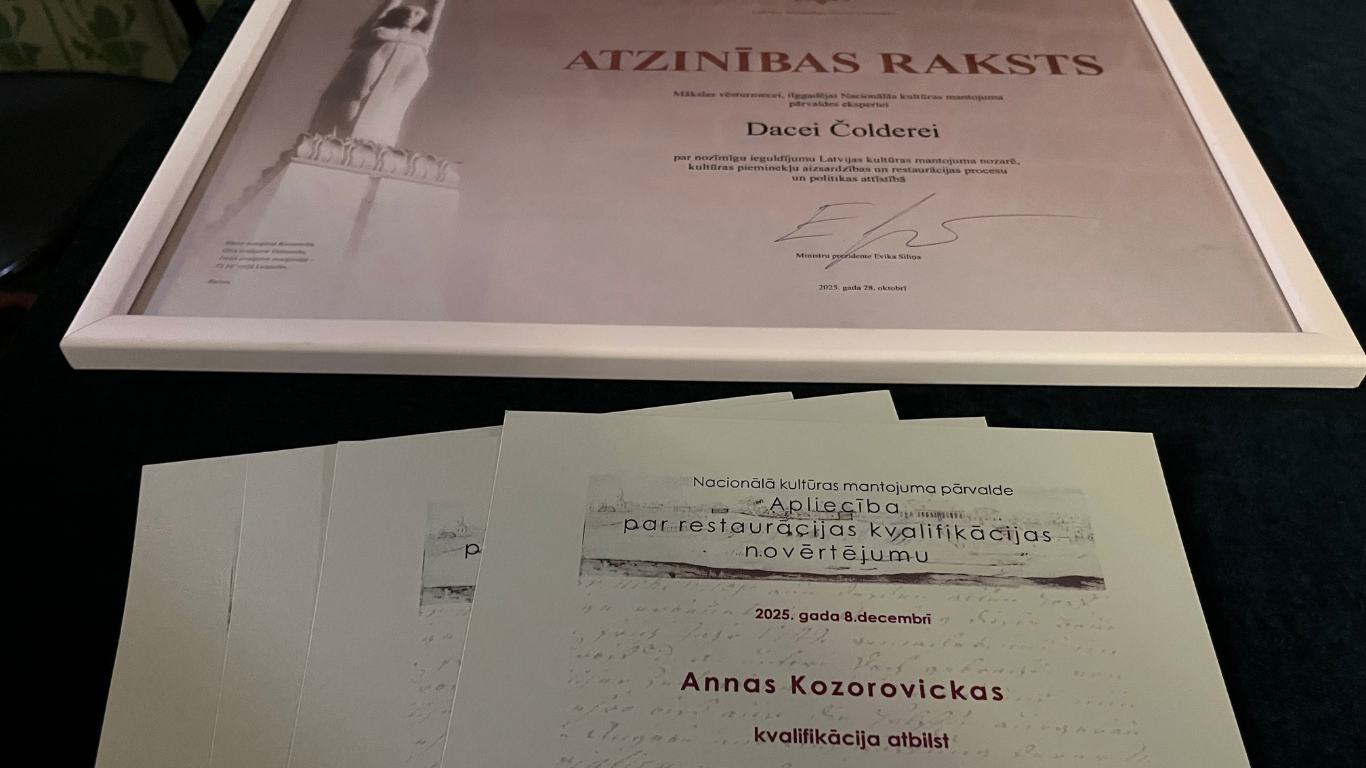 ATZINĪBAS RAKSTS
Mākslas vēsturniecei, ilggadējai Nacionālās kultūras mantojuma
pārvaldes ekspertei
Dacei Čolderei
par nozīmīgu ieguldījumu Latvijas kultūras mantojuma nozarē,
kultūras pieminekļu aizsardzības un restaurācijas procesu
un politikas attīstībā
Ministru prezidente Evika Siliņa
2025. gada 28. oktobrī
Nacionālā kultūras mantojuma pārvalde
Apliecība
par restaurācijas kvalifikācijas
novērtējumu
2025. gada 8.decembrī
Annas Kozorovickas
kvalifikācija atbilst
p